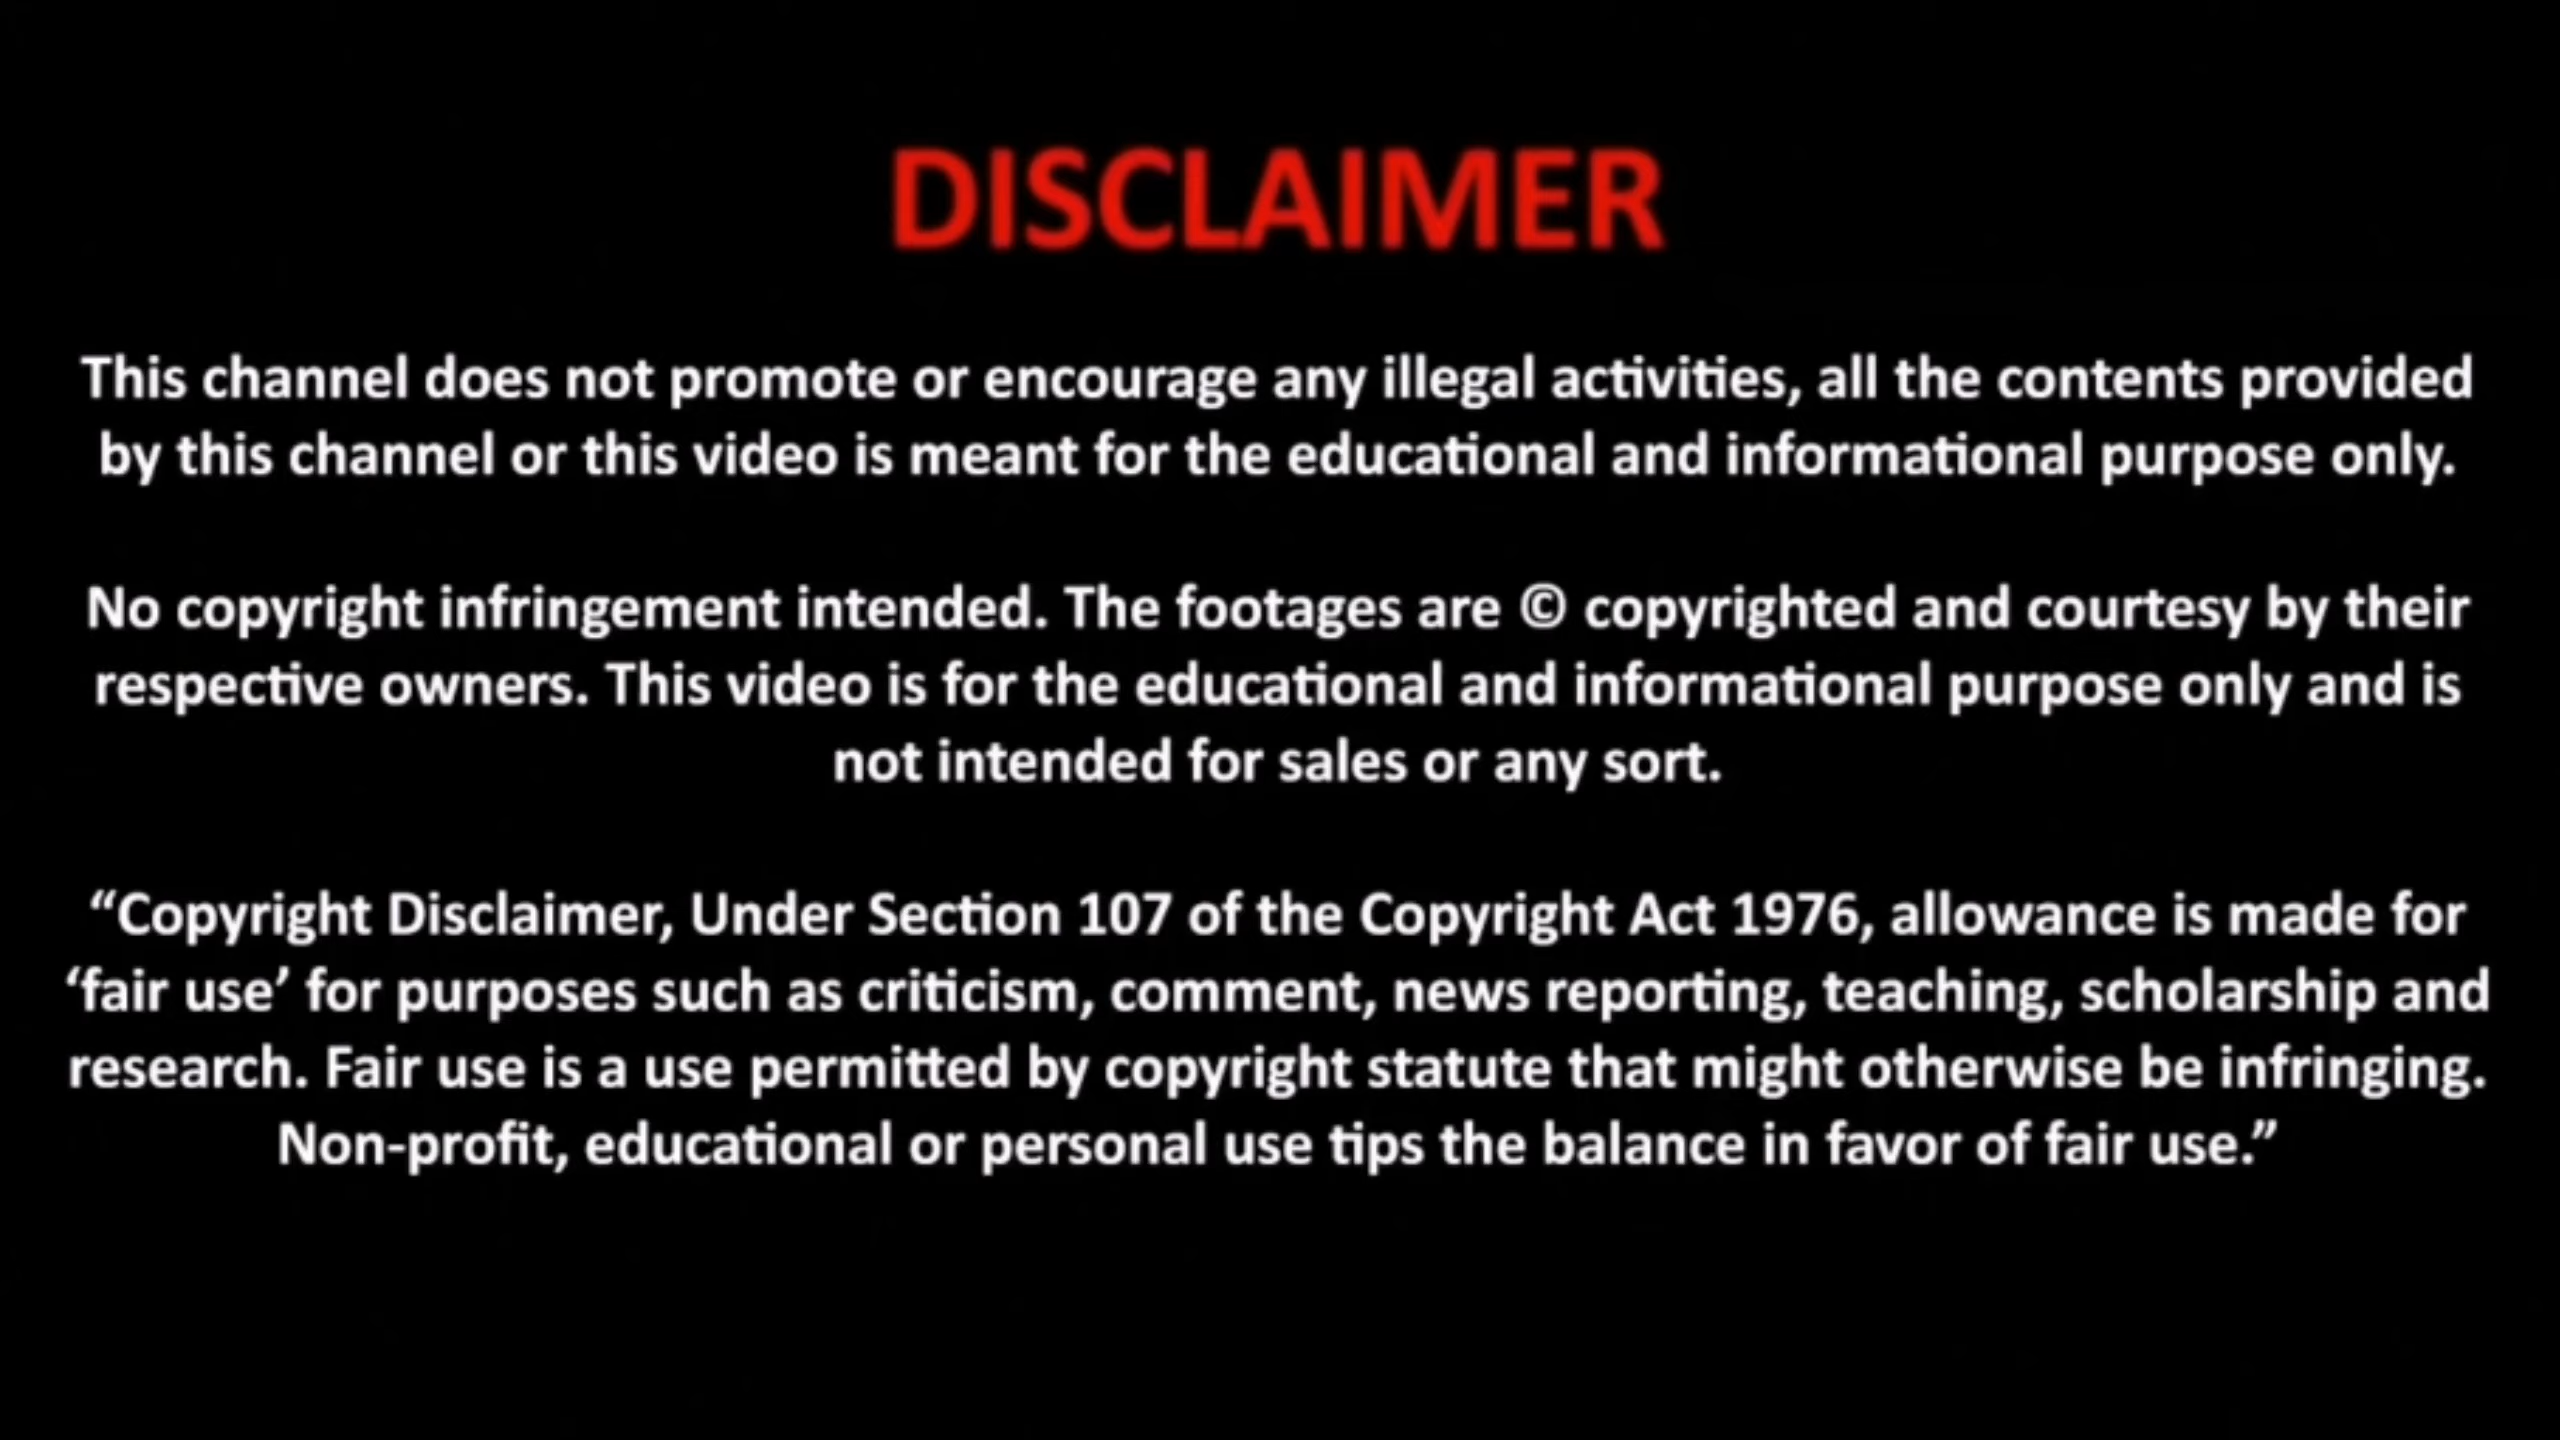 DISCLAIMER
This channel does not promote or encourage any illegal activities, all the contents provided
by this channel or this video is meant for the educational and informational purpose only.
No copyright infringement intended. The footages are © copyrighted and courtesy by their
respective owners. This video is for the educational and informational purpose only and is
not intended for sales or any sort.
“Copyright Disclaimer, Under Section 107 of the Copyright Act 1976, allowance is made for
‘fair use’ for purposes such as criticism, comment, news reporting, teaching, scholarship and
research. Fair use is a use permitted by copyright statute that might otherwise be infringing.
Non-profit, educational or personal use tips the balance in favor of fair use.”